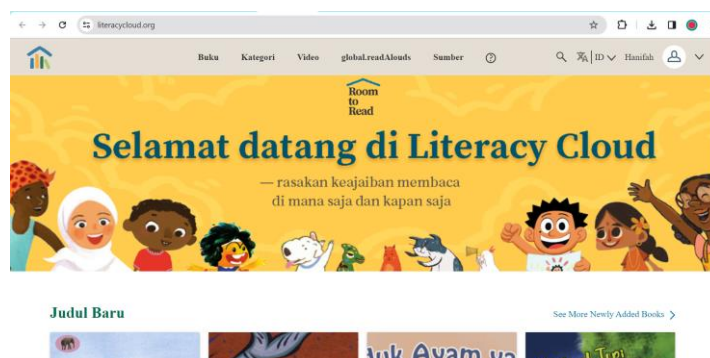 literacycloud.org
Buku Kategori Video global.readAlouds Sumber ID Hanifah
Room
to
Read
Selamat datang di Literacy Cloud
— rasakan keajaiban membaca
di mana saja dan kapan saja
Judul Baru See More Newly Added Books
Ayam